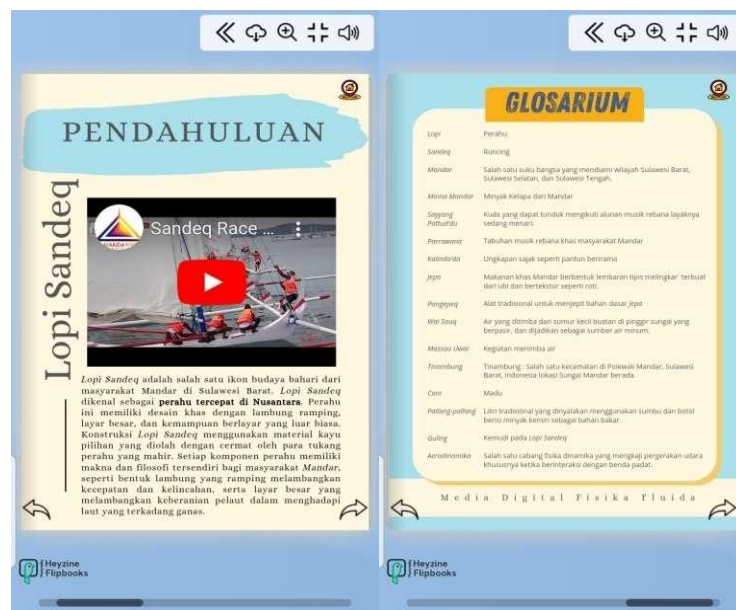 PENDAHULUAN
Lopi Sandeq
Sandeq Race ...
Lopi Sandeq adalah salah satu ikon budaya bahari dari
masyarakat Mandar di Sulawesi Barat. Lopi Sandeq
dikenal sebagai perahu tercepat di Nusantara. Perahu
ini memiliki desain khas dengan lambung ramping,
layar besar, dan kemampuan berlayar yang luar biasa.
Konstruksi Lopi Sandeq menggunakan material kayu
pilihan yang diolah dengan cermat oleh para tukang
perahu yang mahir. Setiap komponen perahu memiliki
makna dan filosofi tersendiri bagi masyarakat Mandar,
seperti bentuk lambung yang ramping melambangkan
kecepatan dan kelincahan, serta layar besar yang
melambangkan keberanian pelaut dalam menghadapi
laut yang terkadang ganas.
Heyzine
Flipbooks
GLOSARIUM
Lopi Perahu
Sandeq Runcing
Mandar Salah satu suku bangsa yang mendiami wilayah Sulawesi Barat,
Sulawesi Selatan, dan Sulawesi Tengah.
Minna Mandar Minyak Kelapa dari Mandar
Sayyang Kuda yang dapat tunduk mengikuti alunan musik rebana layaknya
Pattu'du sedang menari.
Parrawana Tabuhan musik rebana khas masyarakat Mandar
Kalindada Ungkapan sajak seperti pantun berirama
Jepa Makanan khas Mandar berbentuk lembaran tipis melingkar terbuat
dari ubi dan bertekstur seperti roti.
Pangepeq Alat tradisional untuk menjepit bahan dasar jepa
Wai Sauq Air yang ditimba dari sumur kecil buatan di pinggir sungai yang
berpasir, dan dijadikan sebagai sumber air minum.
Massau Uwai Kegiatan menimba air
Tinambung Tinambung : Salah satu kecamatan di Polewali Mandar, Sulawesi
Barat, Indonesia lokasi Sungai Mandar berada.
Cani Madu
Pallang-pallang Lilin tradisional yang dinyalakan menggunakan sumbu dan botol
berisi minyak kemiri sebagai bahan bakar.
Guling Kemudi pada Lopi Sandeq
Aerodinamika Salah satu cabang fisika dinamika yang mengkaji pergerakan udara
khususnya ketika berinteraksi dengan benda padat.
Media Digital Fisika Fluida
Heyzine
Flipbooks